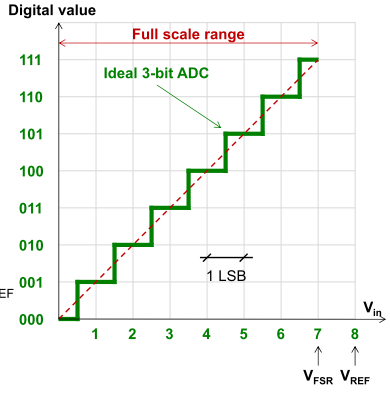 Digital value
Full scale range
111
Ideal 3-bit ADC
110
101
100
011
010
001
1 LSB
EF
000
Vin
1 2 3 4 5 6 7 8
VFSR VREF